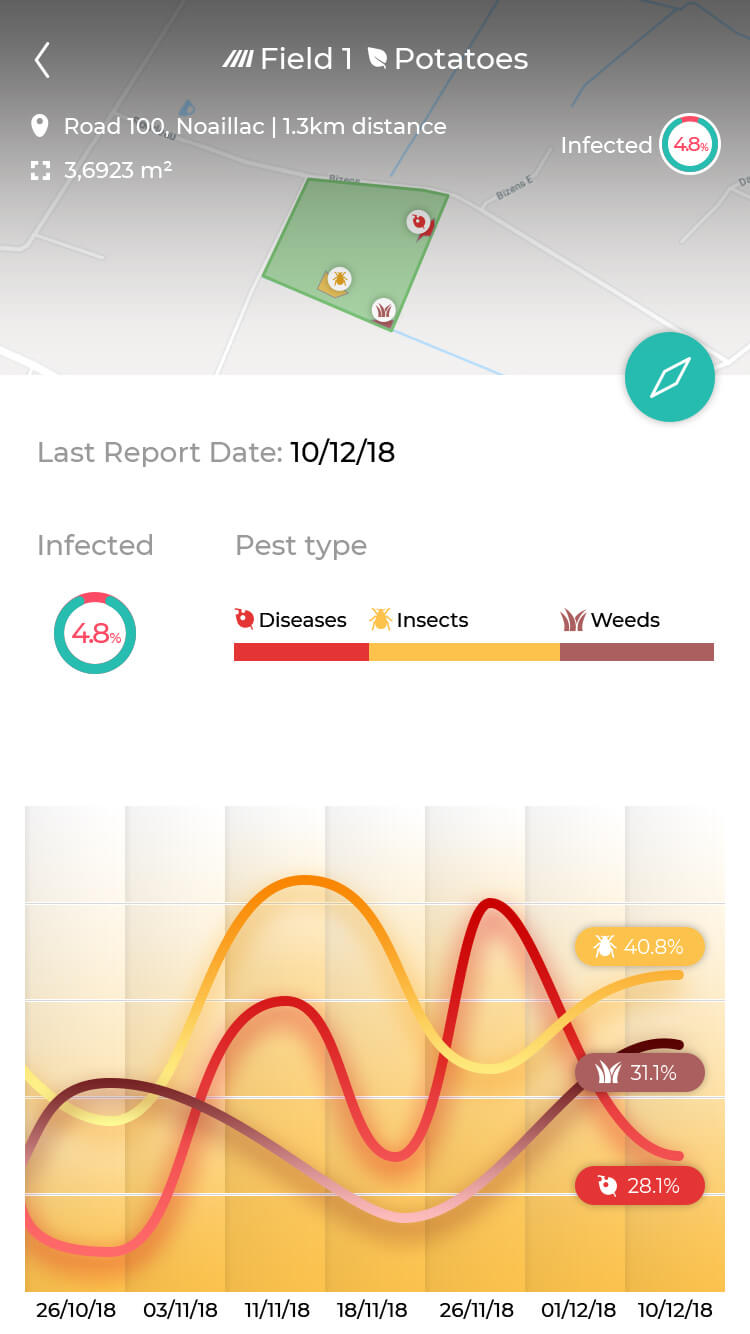 Field 1 Potatoes
Road 100, Noaillac | 1.3km distance
Infected 4.8%
3,6923 m²
Bizens
Bizens E
Last Report Date: 10/12/18
Infected
Pest type
4.8%
Diseases Insects Weeds
40.8%
31.1%
28.1%
26/10/18 03/11/18 11/11/18 18/11/18 26/11/18 01/12/18 10/12/18